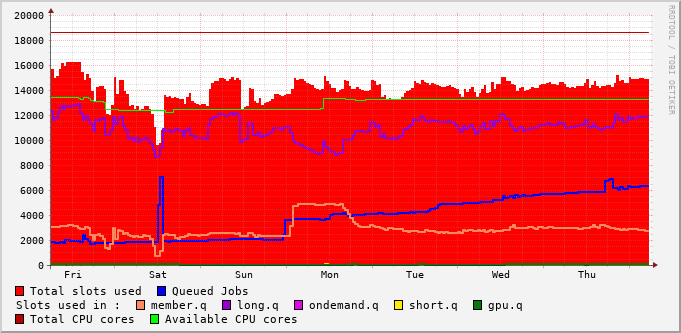 20000
18000
16000
14000
12000
10000
8000
6000
4000
2000
0
Fri Sat Sun Mon Tue Wed Thu
Total slots used Queued Jobs
Slots used in : member.q long.q ondemand.q short.q gpu.q
Total CPU cores Available CPU cores
RRDTOOL / TOBI OETIKER